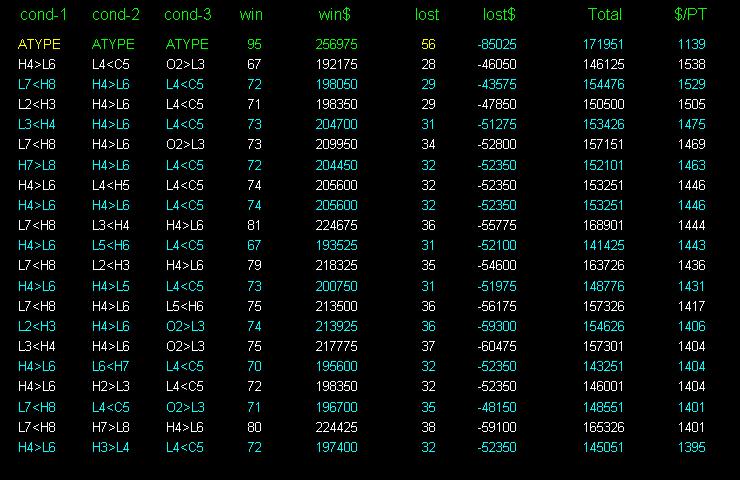 cond-1 cond-2 cond-3 win win$ lost lost$ Total $/PT
ATYPE ATYPE ATYPE 95 256975 56 -85025 171951 1139
H4>L6 L4<C5 O2>L3 67 192175 28 -46050 146125 1538
L7<H8 H4>L6 L4<C5 72 198050 29 -43575 154476 1529
L2<H3 H4>L6 L4<C5 71 198350 29 -47850 150500 1505
L3<H4 H4>L6 L4<C5 73 204700 31 -51275 153426 1475
L7<H8 H4>L6 O2>L3 73 209950 34 -52800 157151 1469
H7>L8 H4>L6 L4<C5 72 204450 32 -52350 152101 1463
H4>L6 L4<H5 L4<C5 74 205600 32 -52350 153251 1446
H4>L6 H4>L6 L4<C5 74 205600 32 -52350 153251 1446
L7<H8 L3<H4 H4>L6 81 224675 36 -55775 168901 1444
H4>L6 L5<H6 L4<C5 67 193525 31 -52100 141425 1443
L7<H8 L2<H3 H4>L6 79 218325 35 -54600 163726 1436
H4>L6 H4>L5 L4<C5 73 200750 31 -51975 148776 1431
L7<H8 H4>L6 L5<H6 75 213500 36 -56175 157326 1417
L2<H3 H4>L6 O2>L3 74 213925 36 -59300 154626 1406
L3<H4 H4>L6 O2>L3 75 217775 37 -60475 157301 1404
H4>L6 L6<H7 L4<C5 70 195600 32 -52350 143251 1404
H4>L6 H2>L3 L4<C5 72 198350 32 -52350 146001 1404
L7<H8 L4<C5 O2>L3 71 196700 35 -48150 148551 1401
L7<H8 H7>L8 H4>L6 80 224425 38 -59100 165326 1401
H4>L6 H3>L4 L4<C5 72 197400 32 -52350 145051 1395